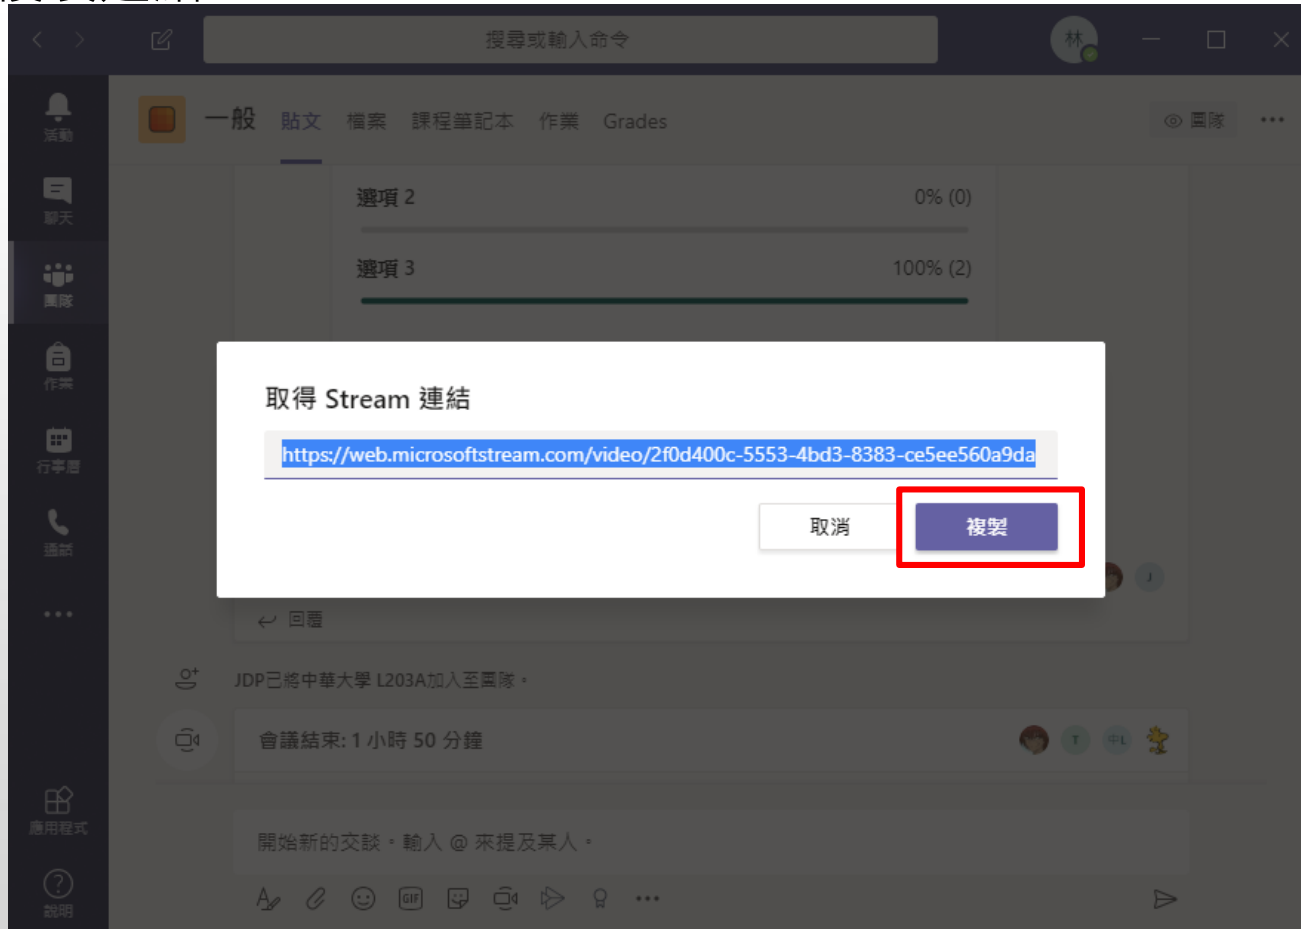 搜尋或輸入命令
林
活動
一般 貼文 檔案 課程筆記本 作業 Grades
團隊
聊天
選項 2 0% (0)
選項 3 100% (2)
團隊
作業
取得 Stream 連結
行事曆
https://web.microsoftstream.com/video/2f0d400c-5553-4bd3-8383-ce5ee560a9da
取消 複製
通話
J
回覆
JDP已將中華大學 L203A加入至團隊。
會議結束: 1 小時 50 分鐘
T 中L
應用程式
開始新的交談。輸入 @ 來提及某人。
GIF
說明